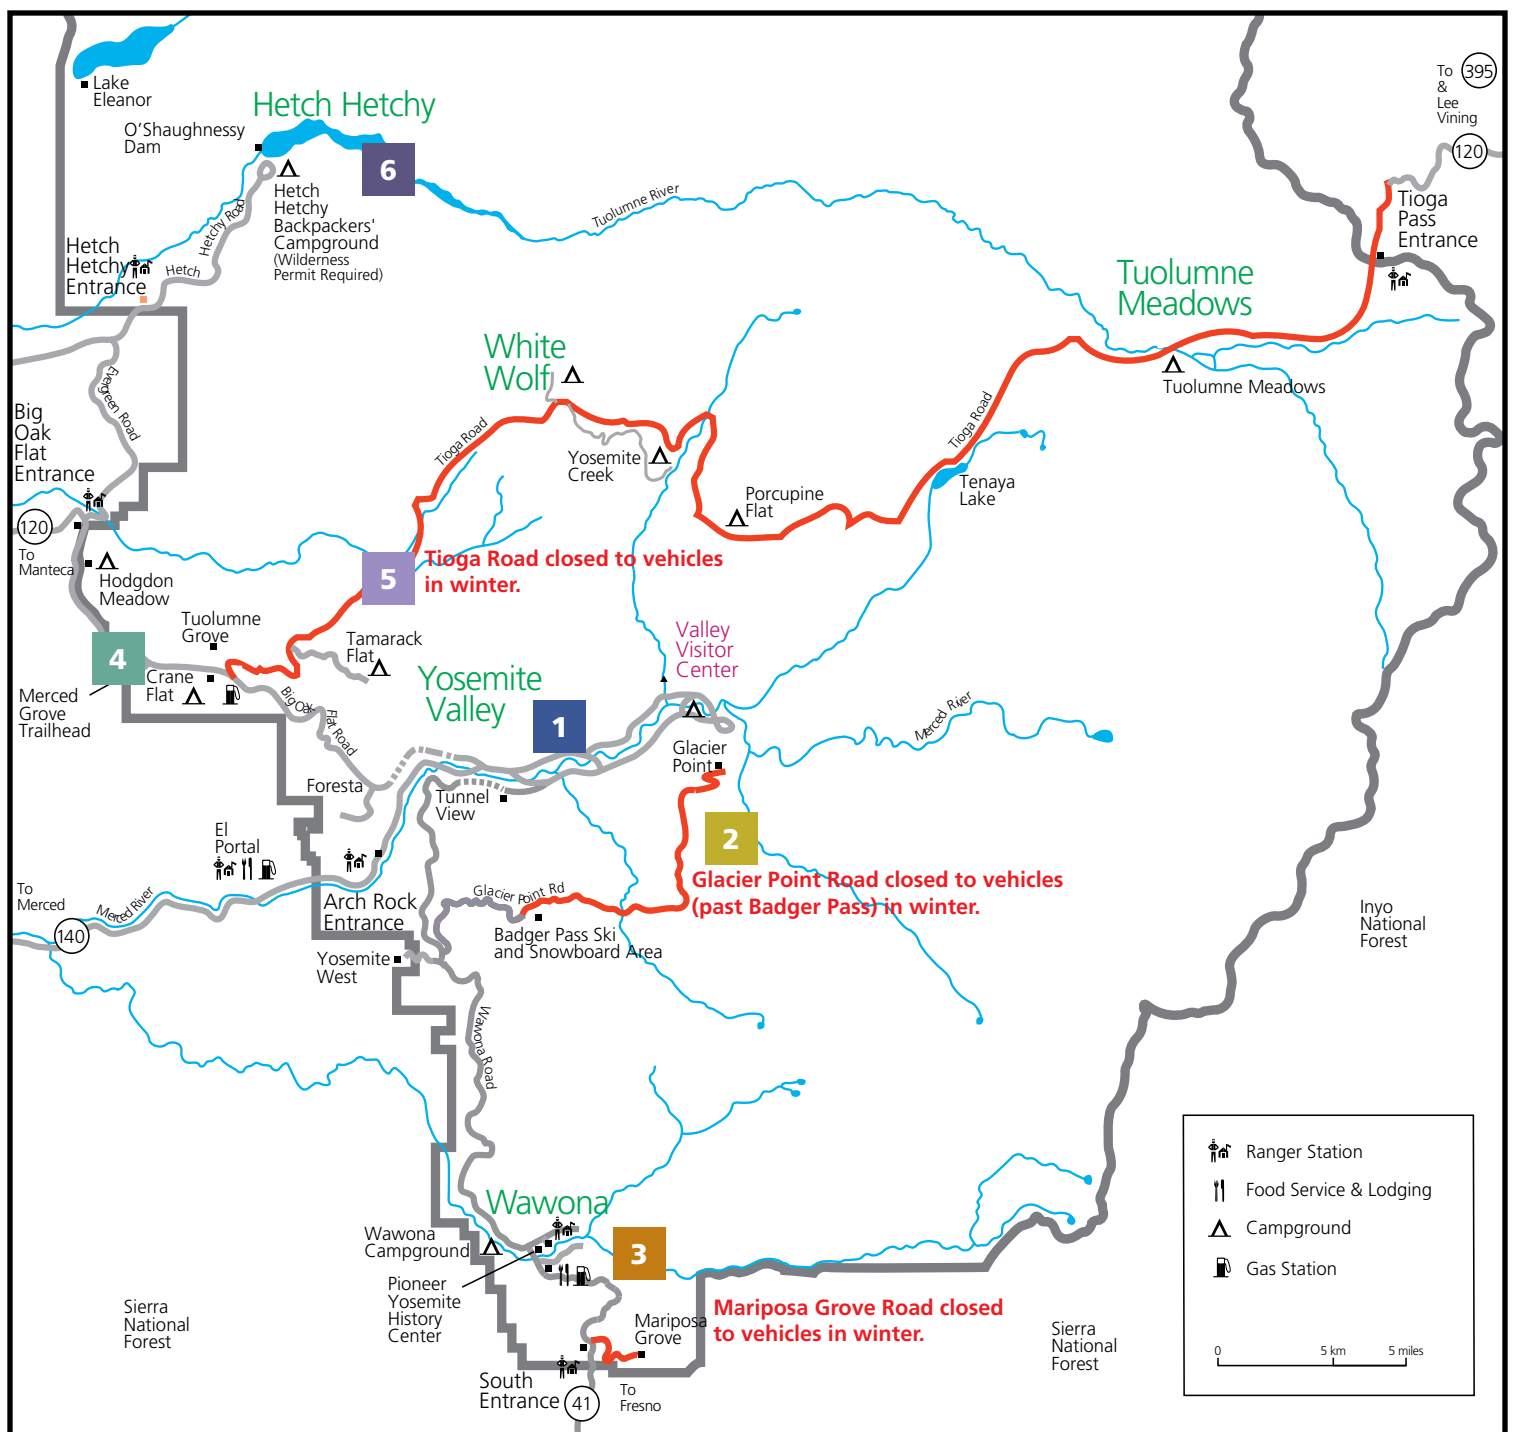 Lake
Eleanor
Hetch Hetchy
O'Shaughnessy
Dam
6
Hetch
Hetchy
Backpackers'
Campground
(Wilderness
Permit Required)
Hetch
Hetchy
Entrance
Hetch
Hetchy Road
Tuolumne River
To
&
Lee
Vining
395
120
Tioga
Pass
Entrance
Tuolumne
Meadows
Tuolumne Meadows
White
Wolf
Evergreen Road
Big
Oak
Flat
Entrance
120
To
Manteca
Tioga Road
Yosemite
Creek
Porcupine
Flat
Tioga Road
Tenaya
Lake
Hodgdon
Meadow
5
Tioga Road closed to vehicles
in winter.
Tuolumne
Grove
4
Crane
Flat
Tamarack
Flat
Merced
Grove
Trailhead
Big Oak
Flat Road
Yosemite
Valley
1
Valley
Visitor
Center
Merced River
Glacier
Point
Foresta
Tunnel
View
2
El
Portal
To
Merced
Merced River
140
Arch Rock
Entrance
Glacier Point Rd
Glacier Point Road closed to vehicles
(past Badger Pass) in winter.
Badger Pass Ski
and Snowboard Area
Yosemite
West
Inyo
National
Forest
Wawona Road
Wawona
Wawona
Campground
3
Pioneer
Yosemite
History
Center
Mariposa
Grove
Mariposa Grove Road closed
to vehicles in winter.
South
Entrance
41
To
Fresno
Sierra
National
Forest
Sierra
National
Forest
Ranger Station
Food Service & Lodging
Campground
Gas Station
0
5 km
5 miles